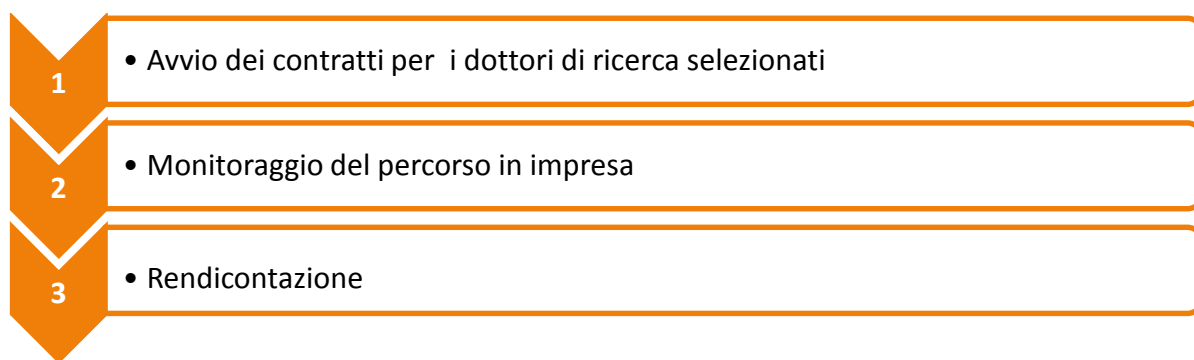 1
• Avvio dei contratti per  i dottori di ricerca selezionati
2
• Monitoraggio del percorso in impresa
3
• Rendicontazione